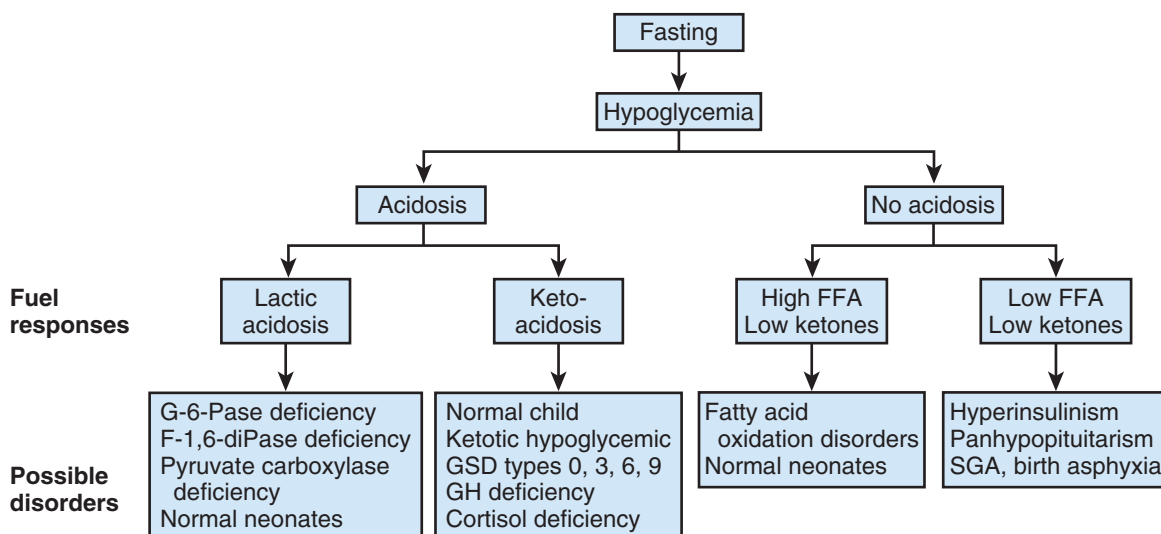 Fasting
Hypoglycemia
Acidosis
No acidosis
Fuel
responses
Lactic
acidosis
Keto-
acidosis
High FFA
Low ketones
Low FFA
Low ketones
Possible
disorders
G-6-Pase deficiency
F-1,6-diPase deficiency
Pyruvate carboxylase
deficiency
Normal neonates
Normal child
Ketotic hypoglycemic
GSD types 0, 3, 6, 9
GH deficiency
Cortisol deficiency
Fatty acid
oxidation disorders
Normal neonates
Hyperinsulinism
Panhypopituitarism
SGA, birth asphyxia